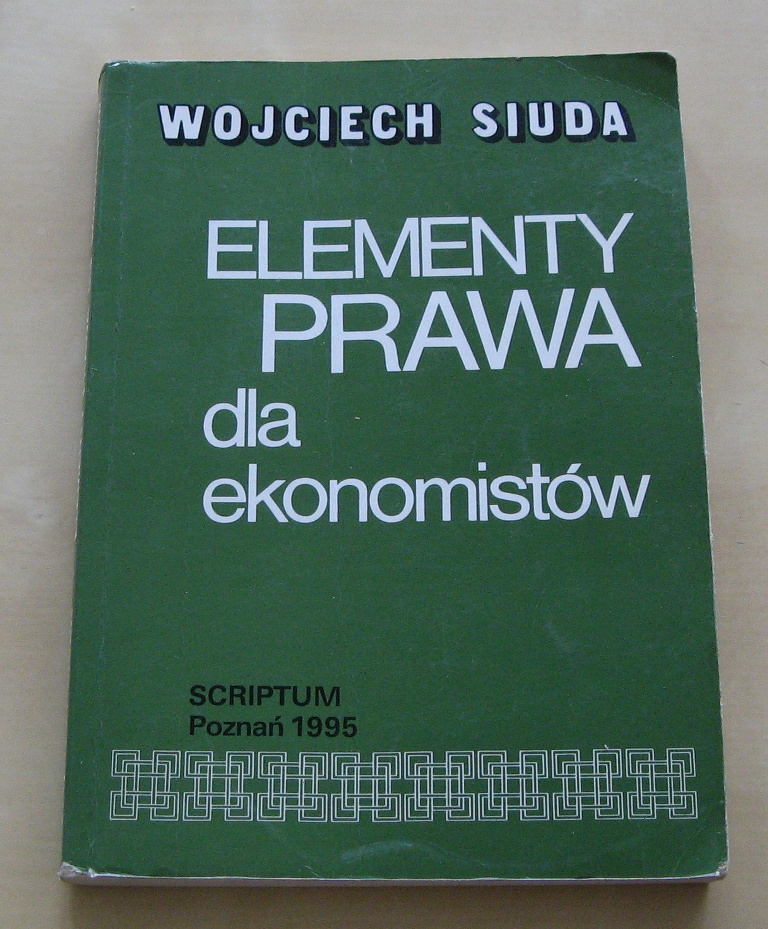 WOJCIECH SIUDA
ELEMENTY
PRAWA
dla
ekonomistów
SCRIPTUM
Poznań 1995